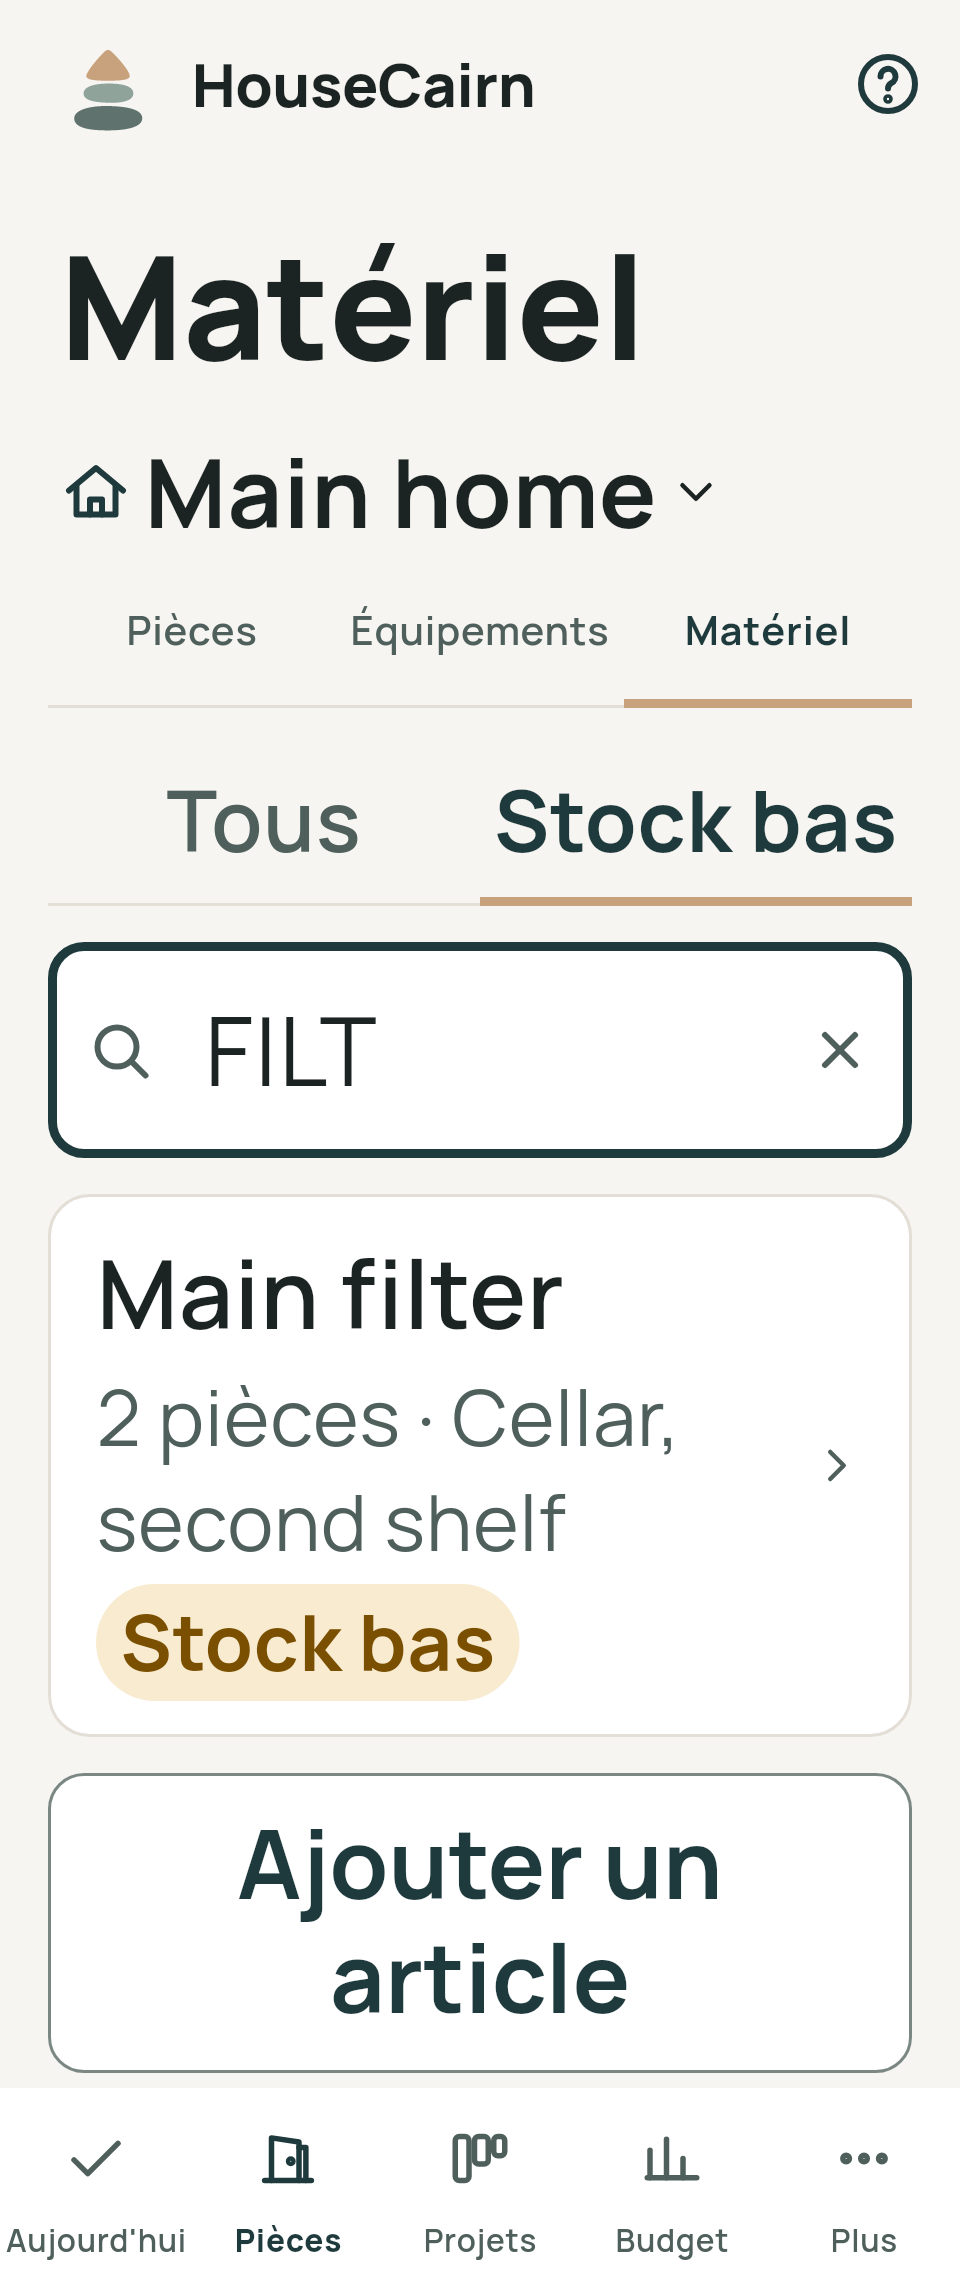 HouseCairn
Matériel
Main home
Pièces Équipements Matériel
Tous Stock bas
FILT
Main filter
2 pièces · Cellar,
second shelf
Stock bas
Ajouter un
article
Aujourd'hui Pièces Projets Budget Plus